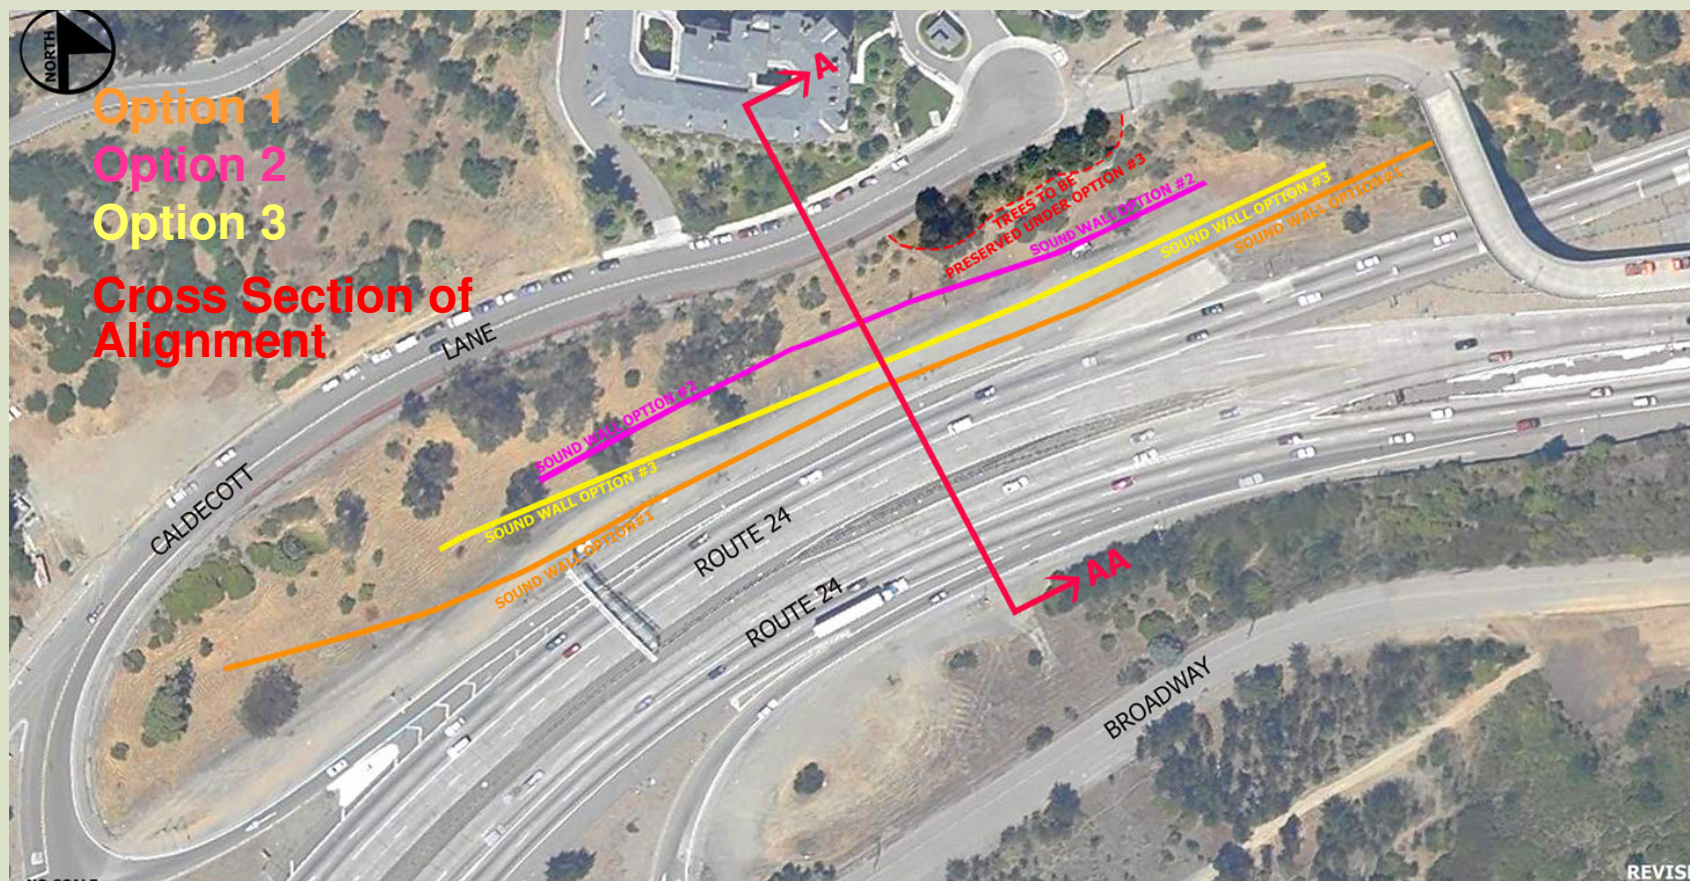 NORTH
Option 1
Option 2
Option 3
Cross Section of
Alignment
A
TREES TO BE
PRESERVED UNDER OPTION #3
SOUND WALL OPTION #2
SOUND WALL OPTION #3
SOUND WALL OPTION#1
LANE
SOUND WALL OPTION #2
SOUND WALL OPTION #3
SOUND WALL OPTION#1
CALDECOTT
ROUTE 24
ROUTE 24
AA
BROADWAY
NO SCALE
REVIS